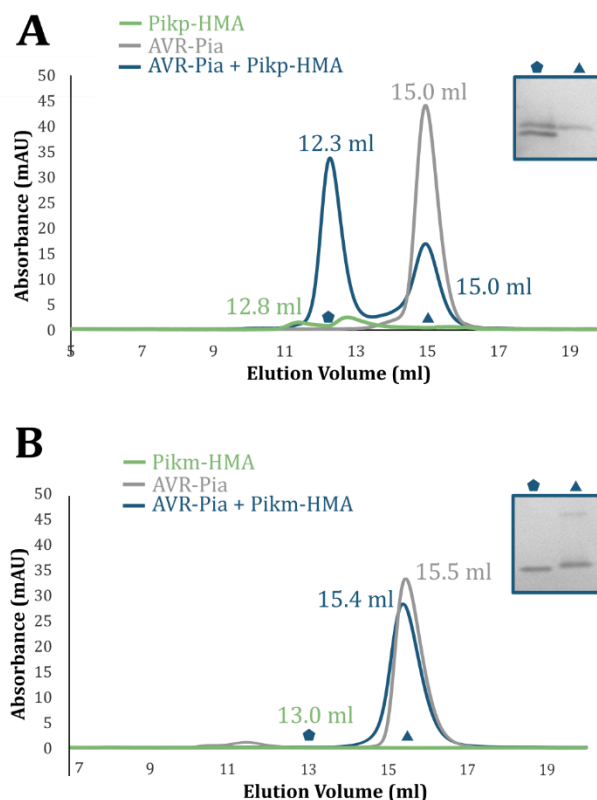 A
Pikp-HMA
AVR-Pia
AVR-Pia + Pikp-HMA
Absorbance (mAU)
50
45
40
35
30
25
20
15
10
5
0
15.0 ml
12.3 ml
12.8 ml
15.0 ml
5
7
9
11
13
15
17
19
Elution Volume (ml)
B
Pikm-HMA
AVR-Pia
AVR-Pia + Pikm-HMA
Absorbance (mAU)
50
45
40
35
30
25
20
15
10
5
0
15.5 ml
15.4 ml
13.0 ml
7
9
11
13
15
17
19
Elution Volume (ml)